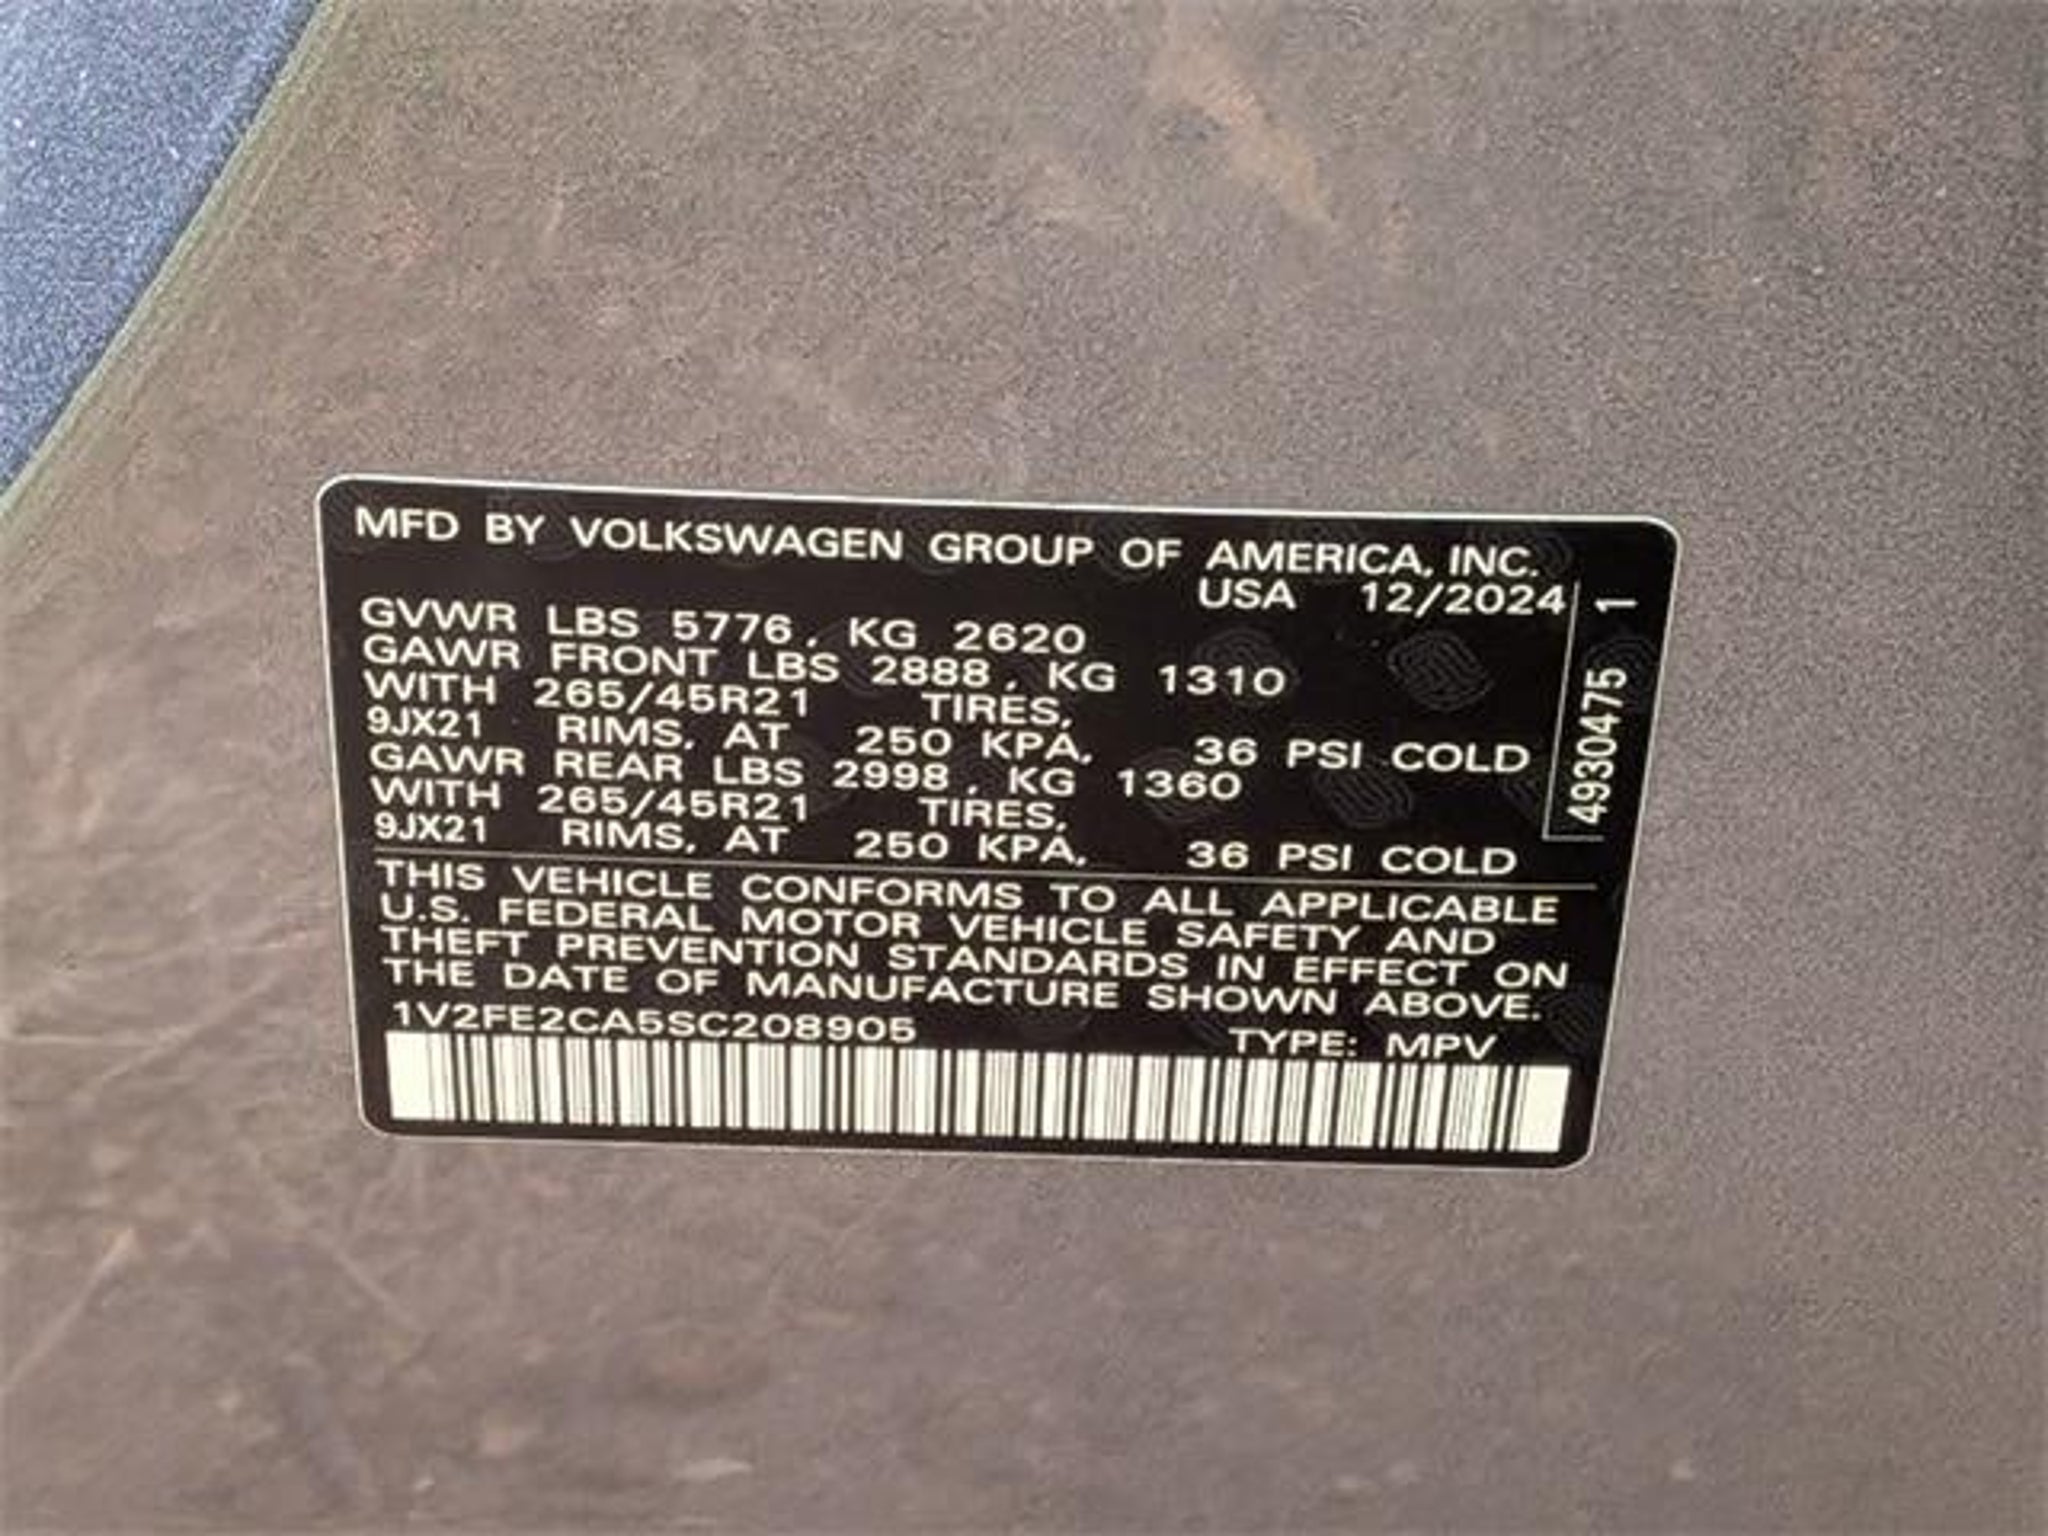 MFD BY VOLKSWAGEN GROUP OF AMERICA, INC.
USA 12/2024
GVWR LBS 5776, KG 2620
GAWR FRONT LBS 2888, KG 1310
WITH 265/45R21 TIRES,
9JX21 RIMS, AT 250 KPA, 36 PSI COLD
GAWR REAR LBS 2998, KG 1360
WITH 265/45R21 TIRES,
9JX21 RIMS, AT 250 KPA, 36 PSI COLD
THIS VEHICLE CONFORMS TO ALL APPLICABLE
U.S. FEDERAL MOTOR VEHICLE SAFETY AND
THEFT PREVENTION STANDARDS IN EFFECT ON
THE DATE OF MANUFACTURE SHOWN ABOVE.
1V2FE2CA5SC208905 TYPE: MPV
4930475 1